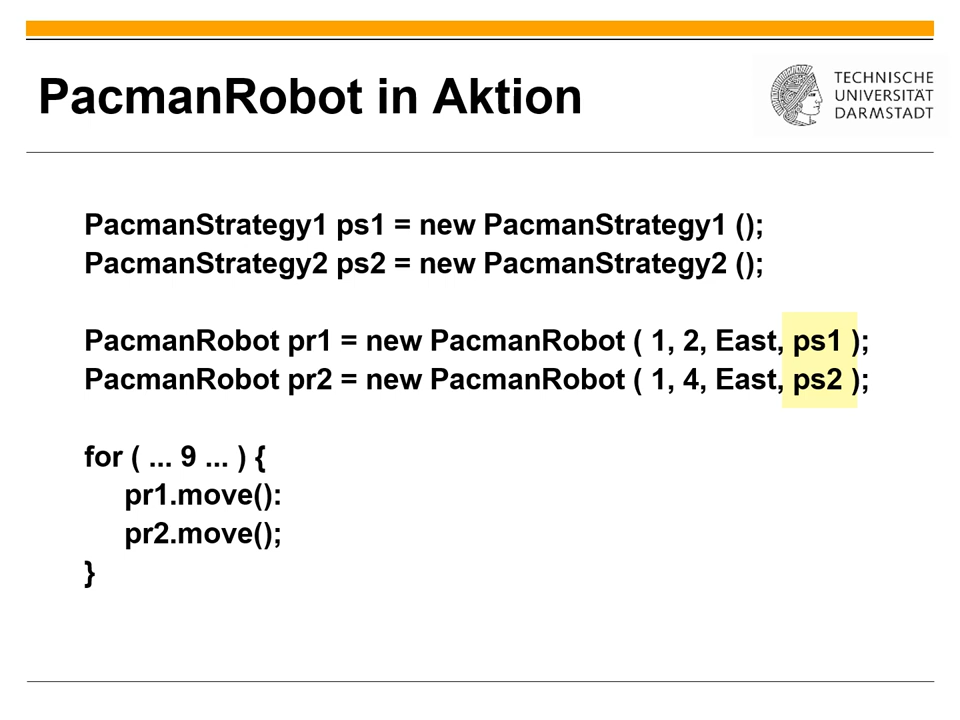 PacmanRobot in Aktion
TECHNISCHE
UNIVERSITÄT
DARMSTADT
PacmanStrategy1 ps1 = new PacmanStrategy1 ();
PacmanStrategy2 ps2 = new PacmanStrategy2 ();
PacmanRobot pr1 = new PacmanRobot ( 1, 2, East, ps1 );
PacmanRobot pr2 = new PacmanRobot ( 1, 4, East, ps2 );
for ( ... 9 ... ) {
pr1.move():
pr2.move();
}